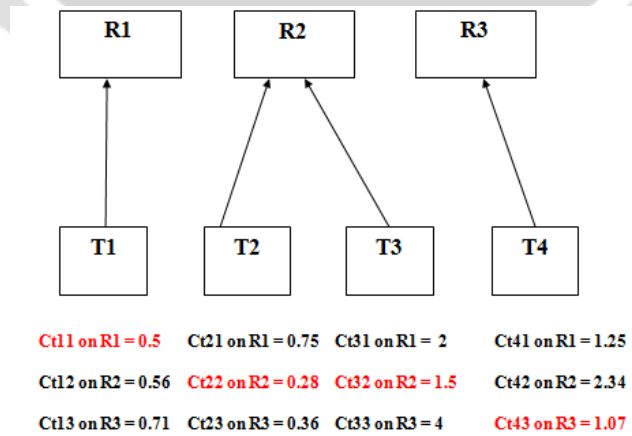 R1 R2 R3
T1 T2 T3 T4
Ct11 on R1 = 0.5 Ct21 on R1 = 0.75 Ct31 on R1 = 2 Ct41 on R1 = 1.25
Ct12 on R2 = 0.56 Ct22 on R2 = 0.28 Ct32 on R2 = 1.5 Ct42 on R2 = 2.34
Ct13 on R3 = 0.71 Ct23 on R3 = 0.36 Ct33 on R3 = 4 Ct43 on R3 = 1.07